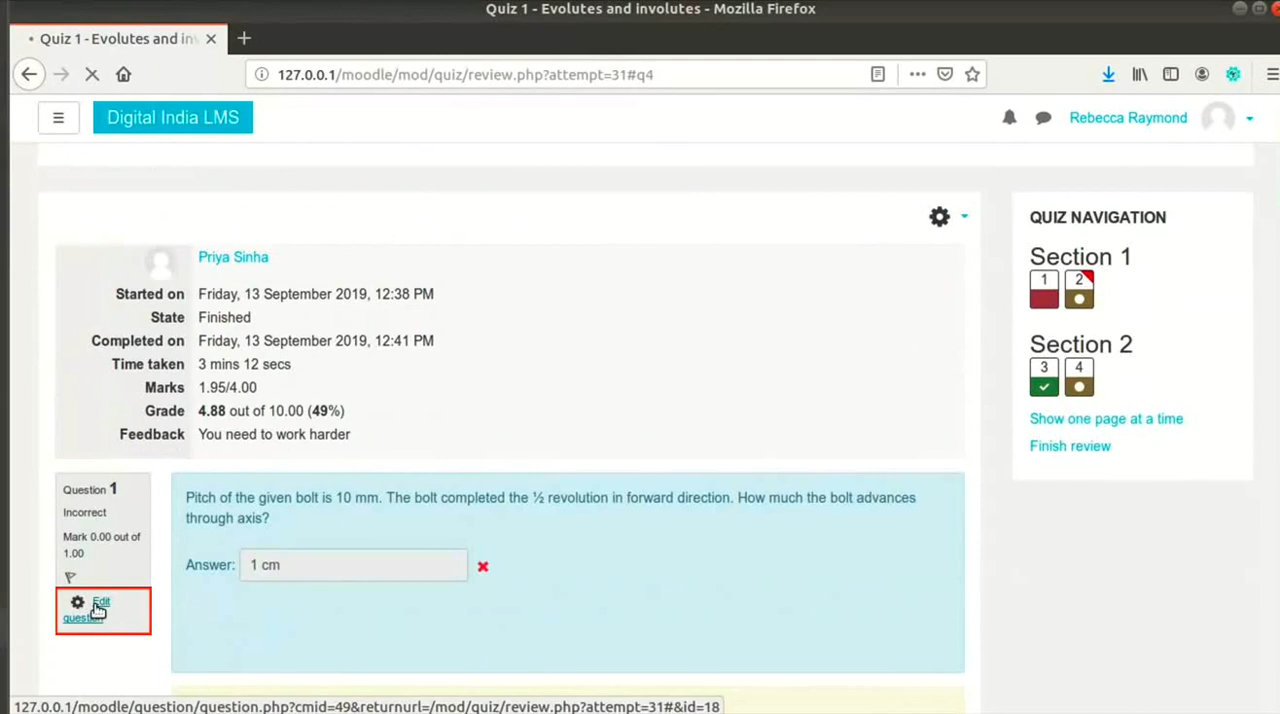 Quiz 1 - Evolutes and involutes - Mozilla Firefox
Quiz 1 - Evolutes and in
127.0.0.1/moodle/mod/quiz/review.php?attempt=31#q4
Digital India LMS
Rebecca Raymond
Priya Sinha
Started on Friday, 13 September 2019, 12:38 PM
State Finished
Completed on Friday, 13 September 2019, 12:41 PM
Time taken 3 mins 12 secs
Marks 1.95/4.00
Grade 4.88 out of 10.00 (49%)
Feedback You need to work harder
QUIZ NAVIGATION
Section 1
1 2
Section 2
3 4
Show one page at a time
Finish review
Question 1
Incorrect
Mark 0.00 out of
1.00
Edit
question
Pitch of the given bolt is 10 mm. The bolt completed the ½ revolution in forward direction. How much the bolt advances
through axis?
Answer: 1 cm
127.0.0.1/moodle/question/question.php?cmid=49&returnurl=/mod/quiz/review.php?attempt=31#&id=18